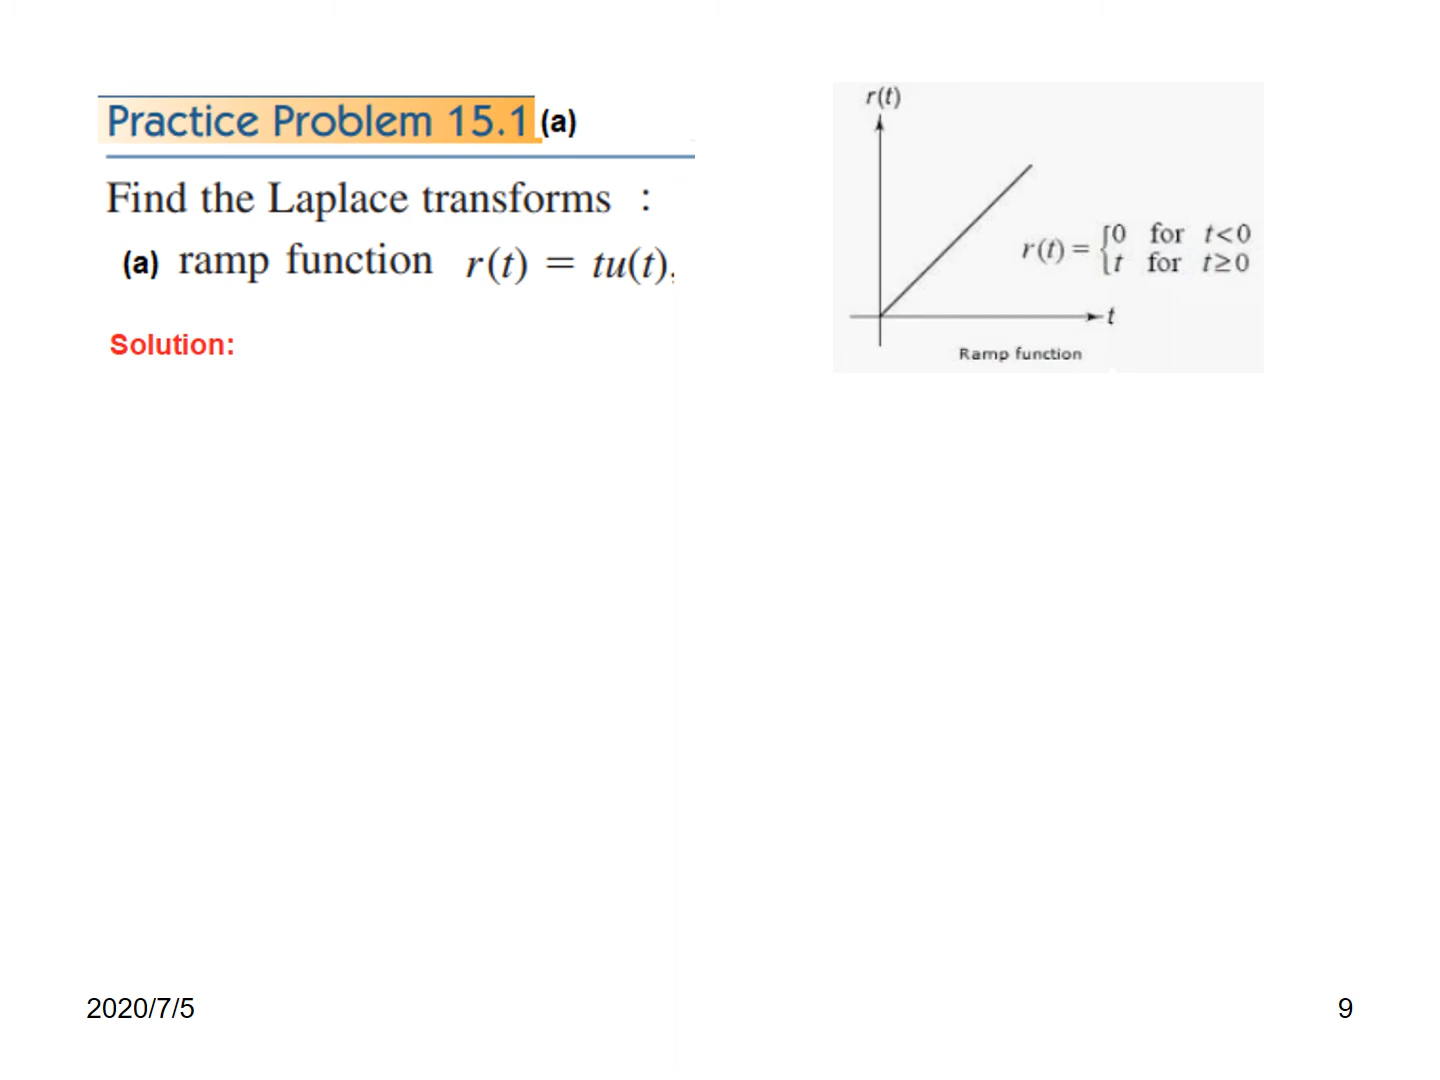 Practice Problem 15.1 (a)
Find the Laplace transforms :
(a) ramp function r(t) = tu(t).
Solution:
r(t)
r(t) = {0 for t<0
t for t≥0
t
Ramp function
2020/7/5
9